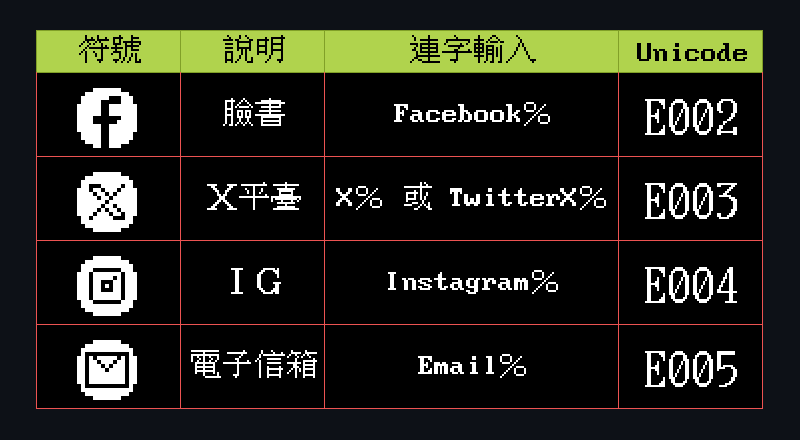 符號 說明 連字輸入 Unicode
臉書 Facebook% E002
X平臺 X% 或 TwitterX% E003
IG Instagram% E004
電子信箱 Email% E005